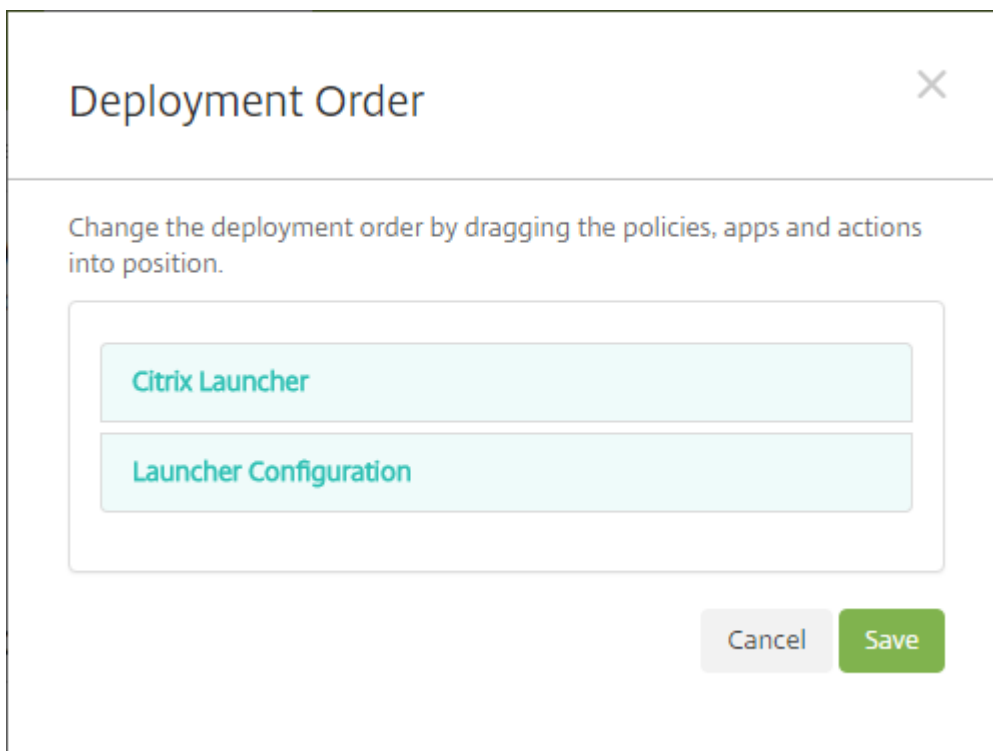 Deployment Order
Change the deployment order by dragging the policies, apps and actions
into position.
Citrix Launcher
Launcher Configuration
Cancel
Save